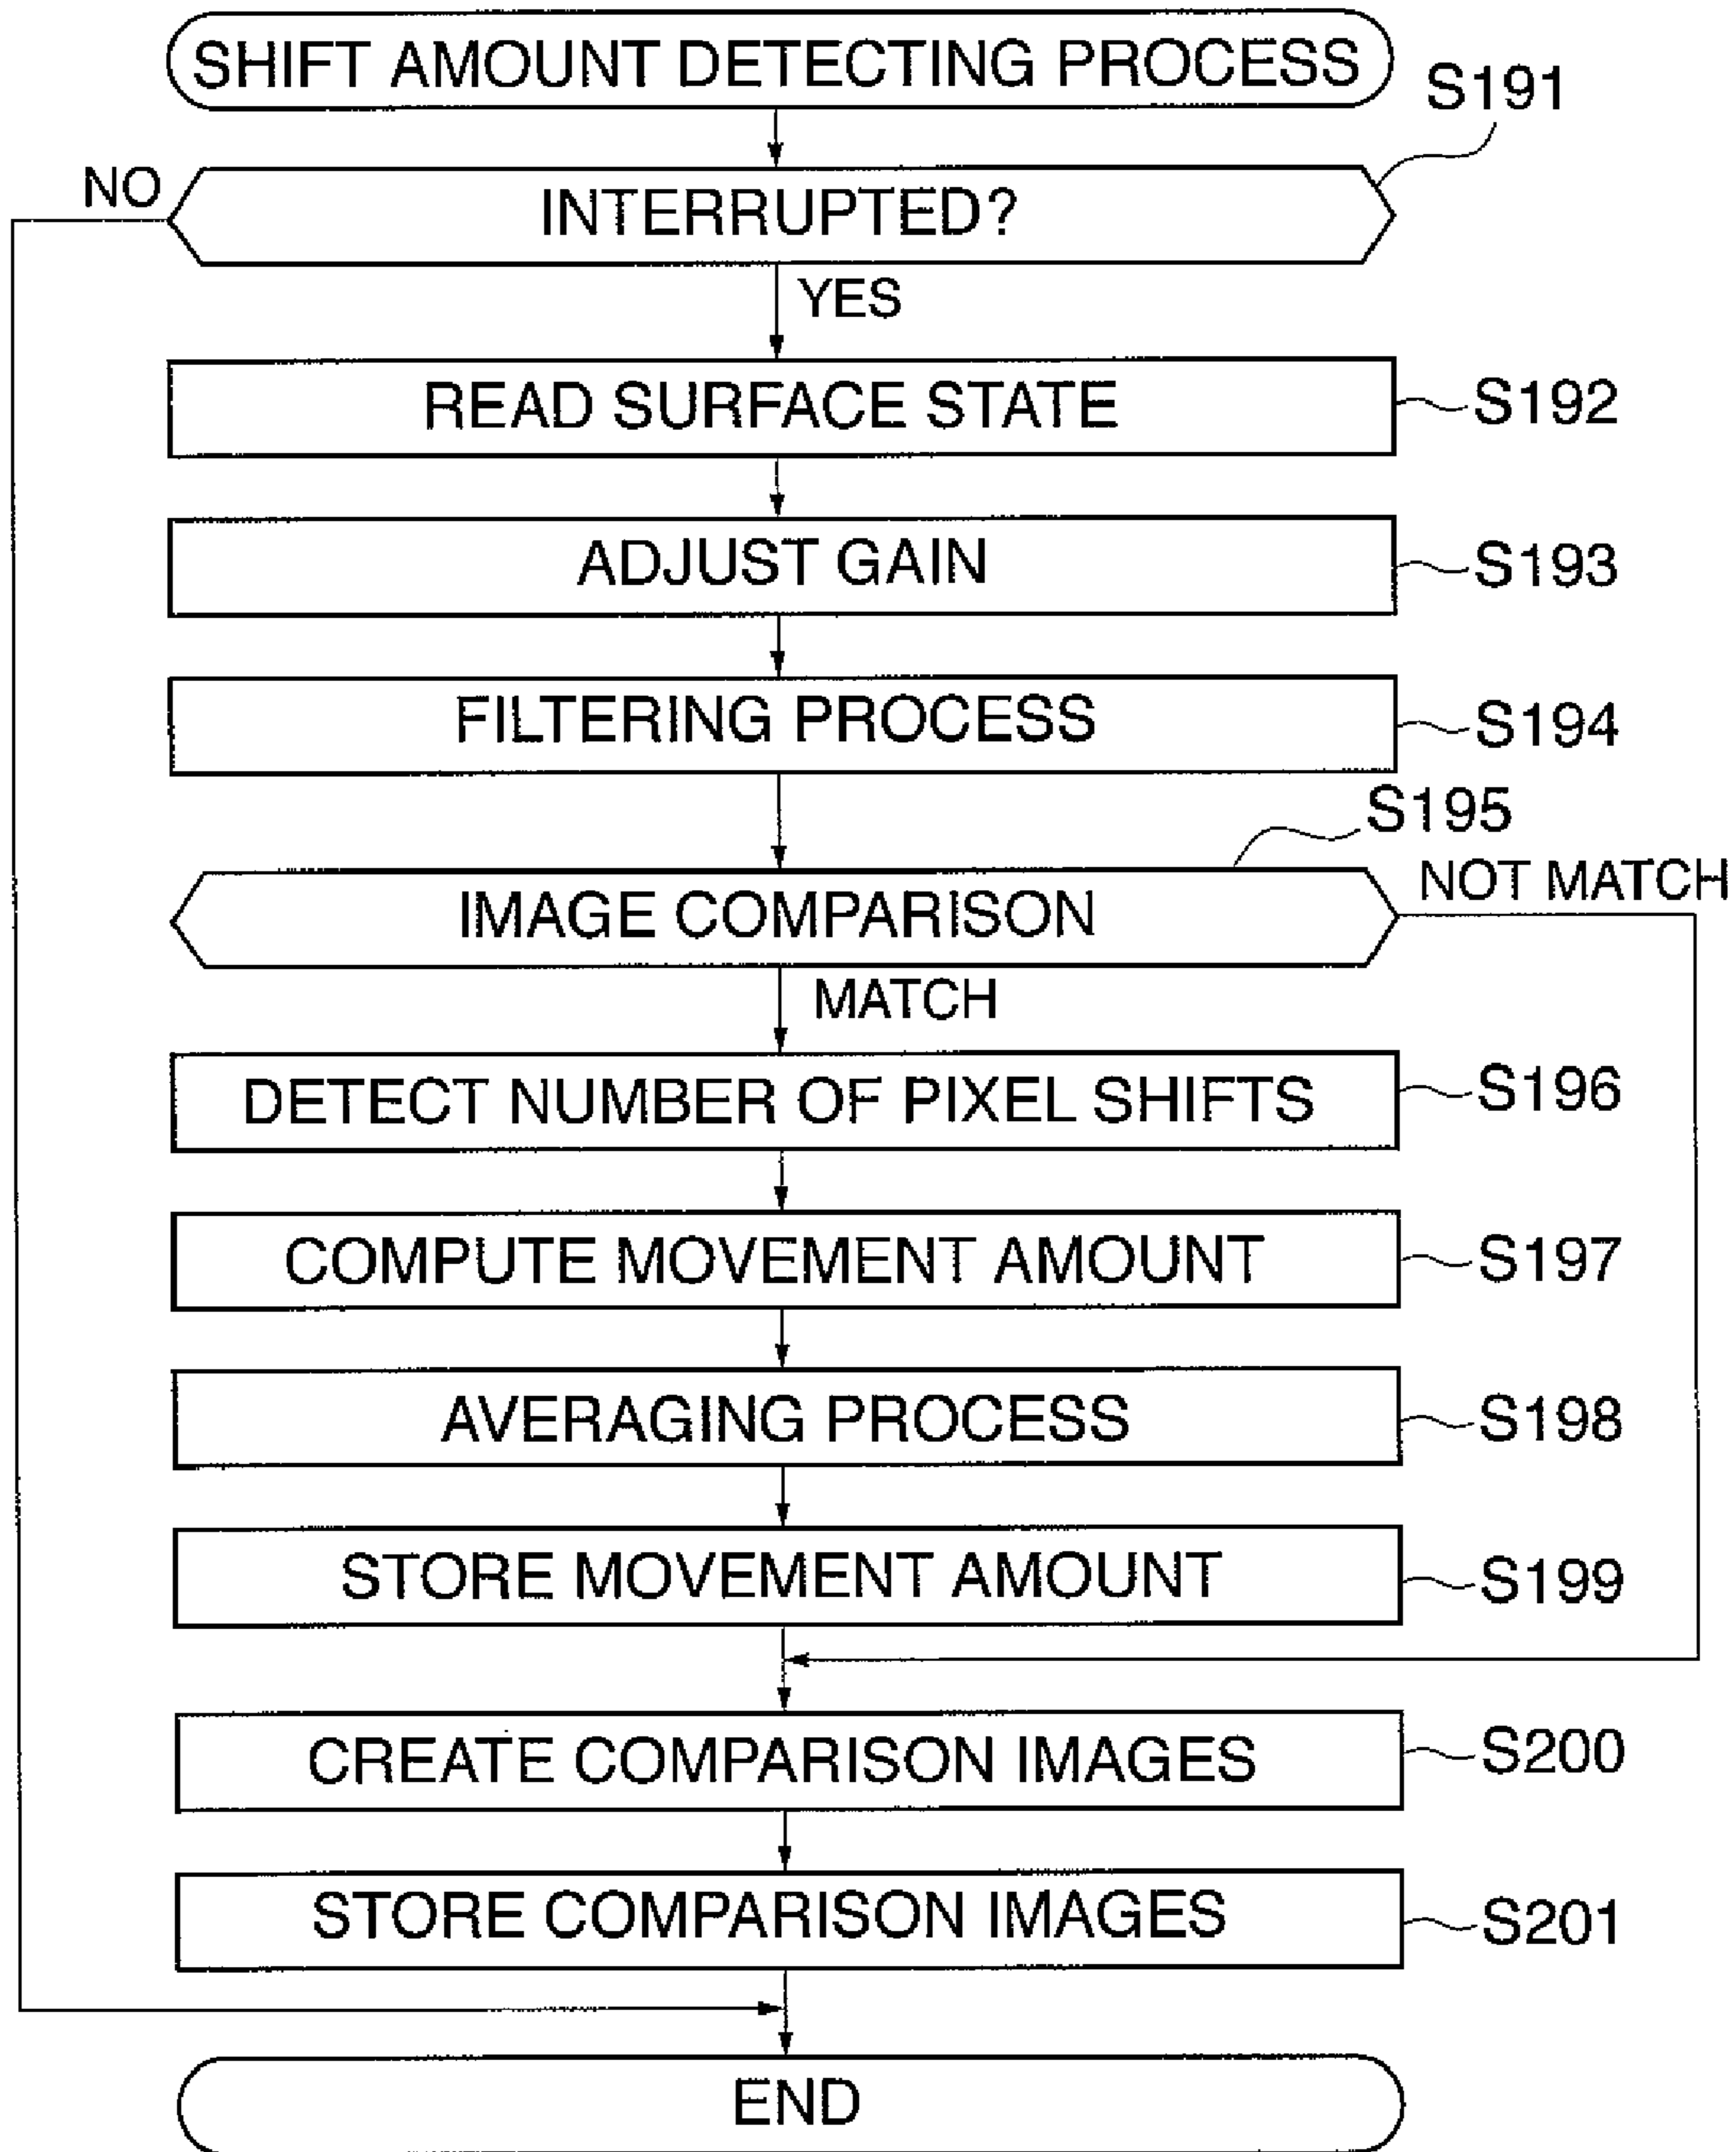 SHIFT AMOUNT DETECTING PROCESS
S191
NO
INTERRUPTED?
YES
READ SURFACE STATE
S192
ADJUST GAIN
S193
FILTERING PROCESS
S194
S195
IMAGE COMPARISON
NOT MATCH
MATCH
DETECT NUMBER OF PIXEL SHIFTS
S196
COMPUTE MOVEMENT AMOUNT
S197
AVERAGING PROCESS
S198
STORE MOVEMENT AMOUNT
S199
CREATE COMPARISON IMAGES
S200
STORE COMPARISON IMAGES
S201
END